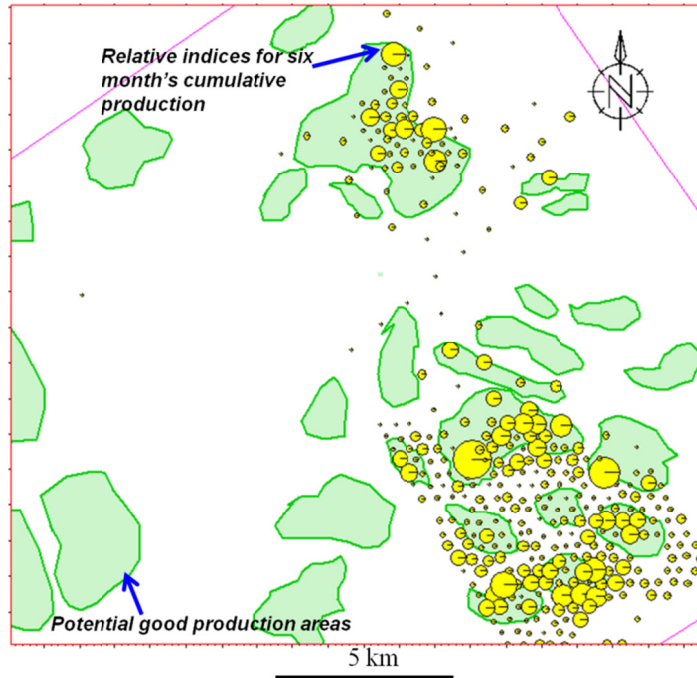 Relative indices for six
month's cumulative
production
N
Potential good production areas
5 km